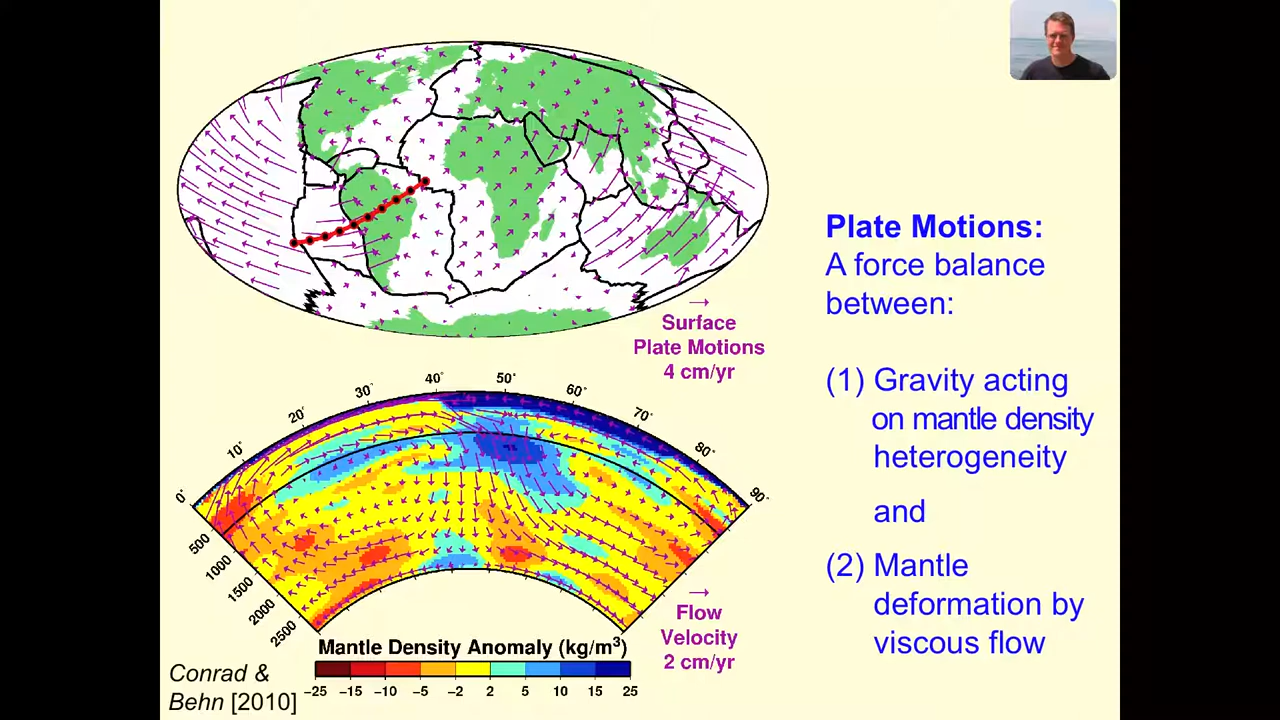 Surface
Plate Motions
4 cm/yr
Plate Motions:
A force balance
between:
(1) Gravity acting
on mantle density
heterogeneity
and
(2) Mantle
deformation by
viscous flow
0°
10°
20°
30°
40°
50°
60°
70°
80°
90°
500
1000
1500
2000
2500
Flow
Velocity
2 cm/yr
Mantle Density Anomaly (kg/m³)
−25 −15 −10 −5 −2 2 5 10 15 25
Conrad &
Behn [2010]